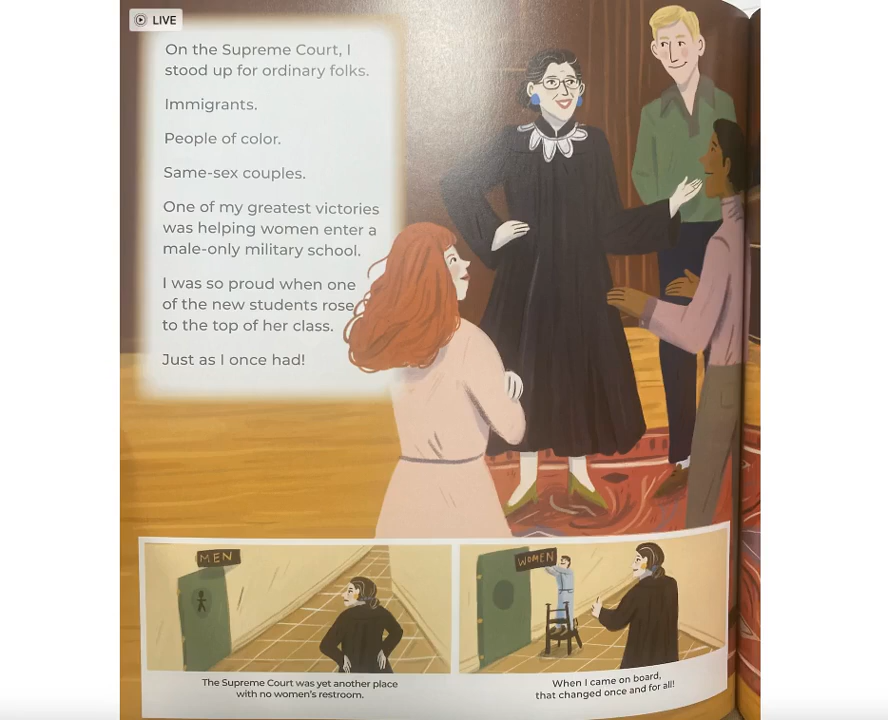 LIVE
On the Supreme Court, I
stood up for ordinary folks.
Immigrants.
People of color.
Same-sex couples.
One of my greatest victories
was helping women enter a
male-only military school.
I was so proud when one
of the new students rose
to the top of her class.
Just as I once had!
MEN
WOMEN
The Supreme Court was yet another place
with no women's restroom.
When I came on board,
that changed once and for all!